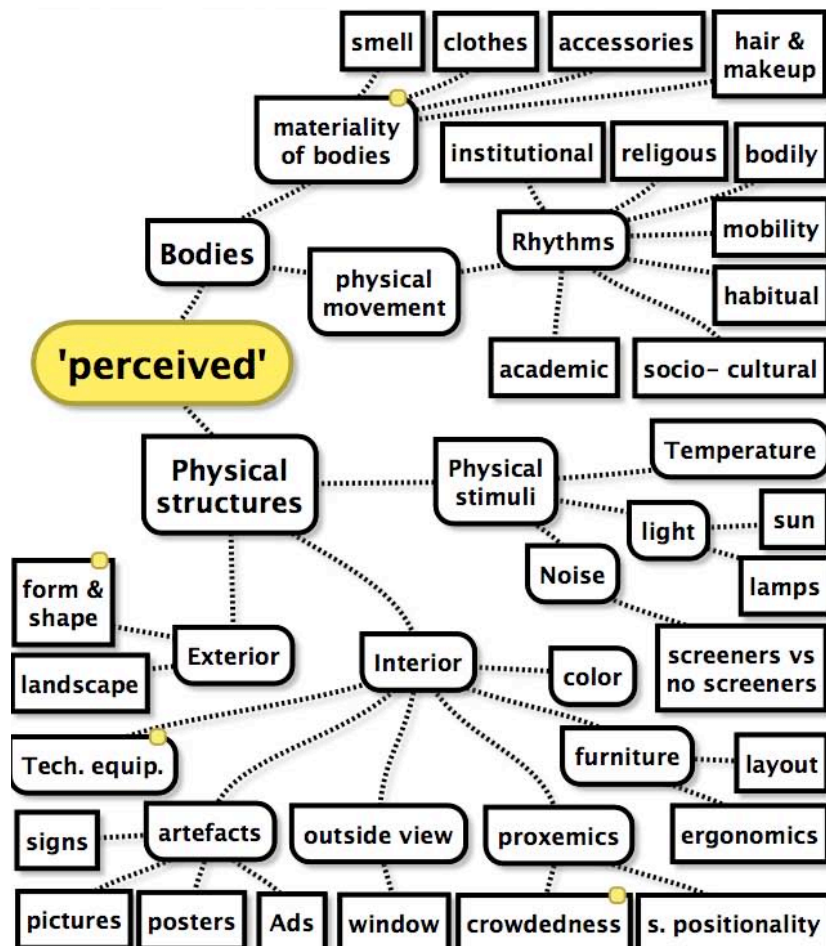 smell
clothes
accessories
hair &
makeup
materiality
of bodies
institutional
religous
bodily
Bodies
Rhythms
mobility
physical
movement
habitual
'perceived'
academic
socio- cultural
Physical
structures
Physical
stimuli
Temperature
light
sun
Noise
lamps
form &
shape
Exterior
Interior
color
screeners vs
no screeners
landscape
Tech. equip.
furniture
layout
signs
artefacts
outside view
proxemics
ergonomics
pictures
posters
Ads
window
crowdedness
s. positionality